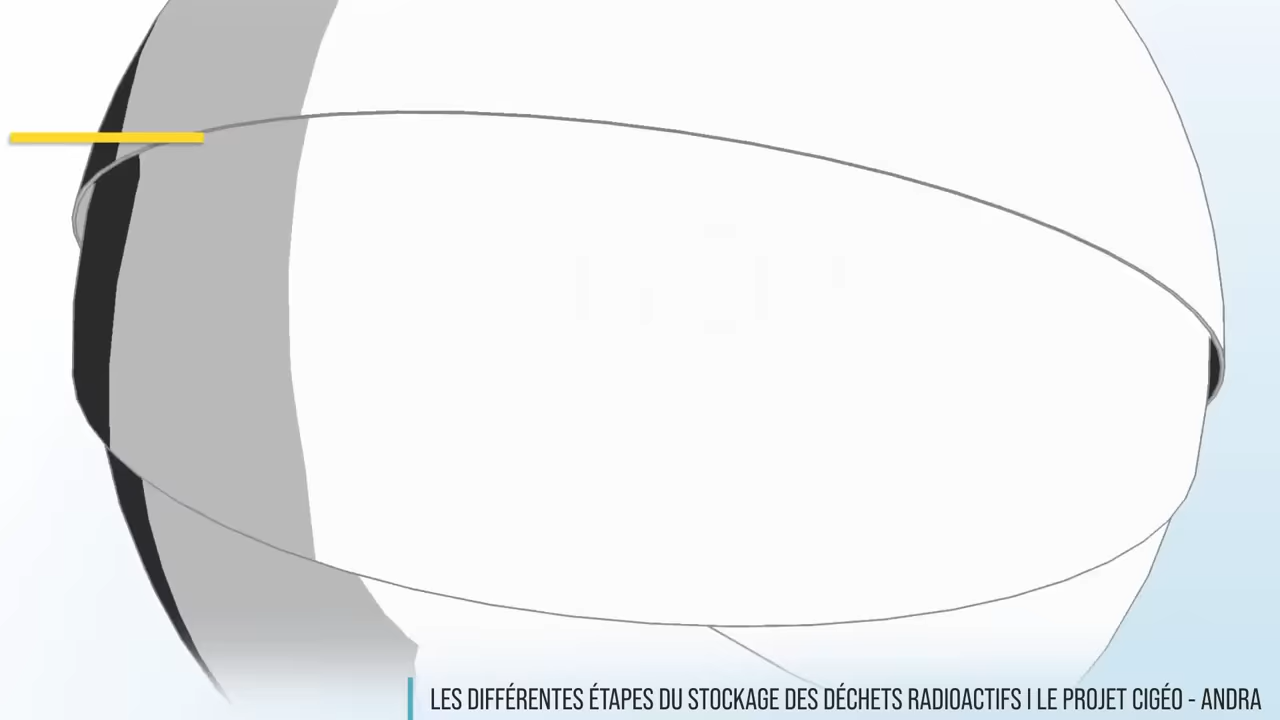 LES DIFFÉRENTES ÉTAPES DU STOCKAGE DES DÉCHETS RADIOACTIFS I LE PROJET CIGÉO - ANDRA